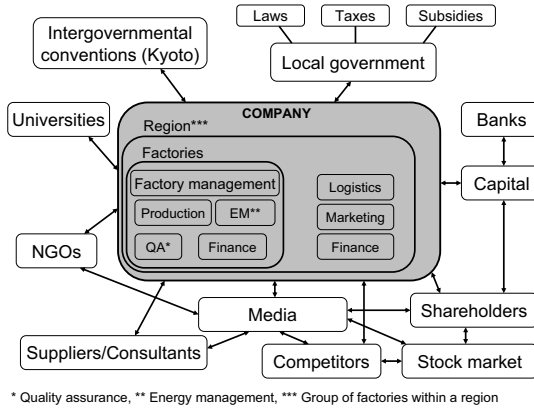 Laws
Taxes
Subsidies
Intergovernmental
conventions (Kyoto)
Local government
COMPANY
Universities
Region***
Banks
Factories
Factory management
Logistics
Capital
Production
EM**
Marketing
QA*
Finance
Finance
NGOs
Media
Shareholders
Suppliers/Consultants
Competitors
Stock market
* Quality assurance, ** Energy management, *** Group of factories within a region